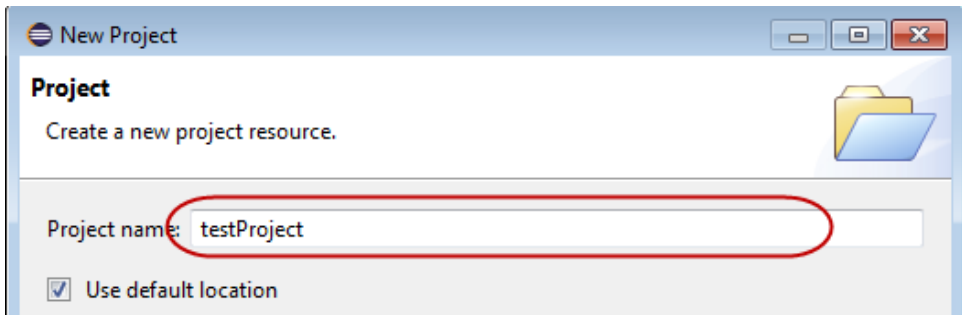 New Project
Project
Create a new project resource.
Project name: testProject
Use default location